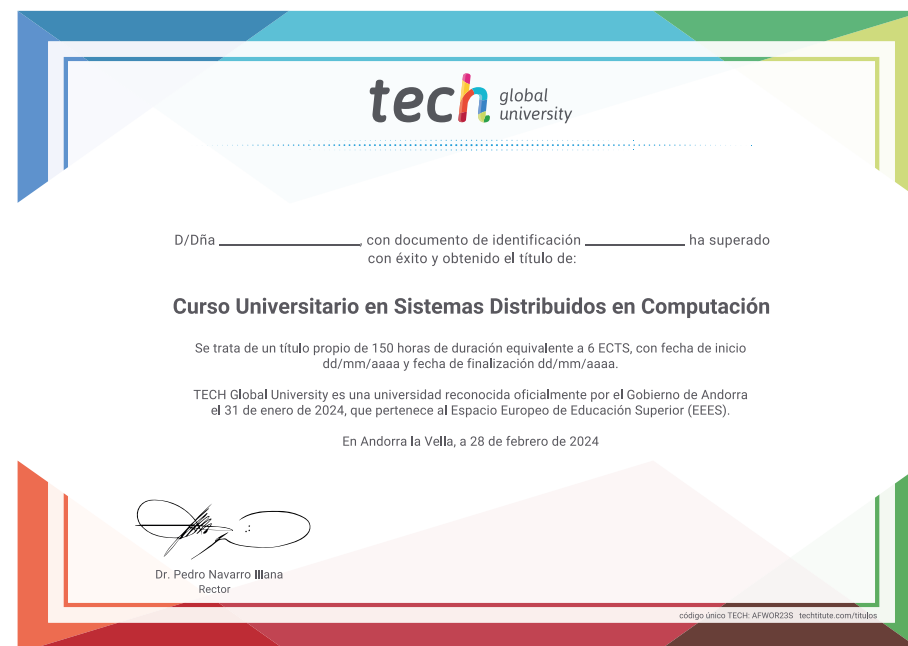 tech global university
D/Dña ____________________, con documento de identificación ______________ ha superado
con éxito y obtenido el título de:
Curso Universitario en Sistemas Distribuidos en Computación
Se trata de un título propio de 150 horas de duración equivalente a 6 ECTS, con fecha de inicio
dd/mm/aaaa y fecha de finalización dd/mm/aaaa.
TECH Global University es una universidad reconocida oficialmente por el Gobierno de Andorra
el 31 de enero de 2024, que pertenece al Espacio Europeo de Educación Superior (EEES).
En Andorra la Vella, a 28 de febrero de 2024
Dr. Pedro Navarro Illana
Rector
código único TECH: AFWOR23S techtitute.com/titulos